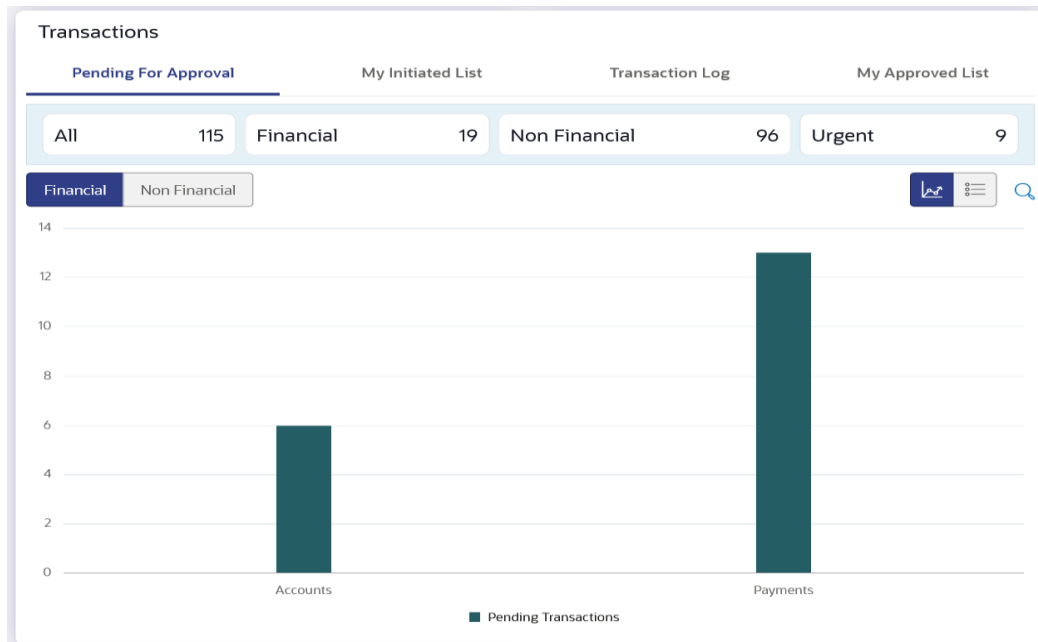 Transactions
Pending For Approval My Initiated List Transaction Log My Approved List
All 115 Financial 19 Non Financial 96 Urgent 9
Financial Non Financial
14
12
10
8
6
4
2
0
Accounts Payments
Pending Transactions